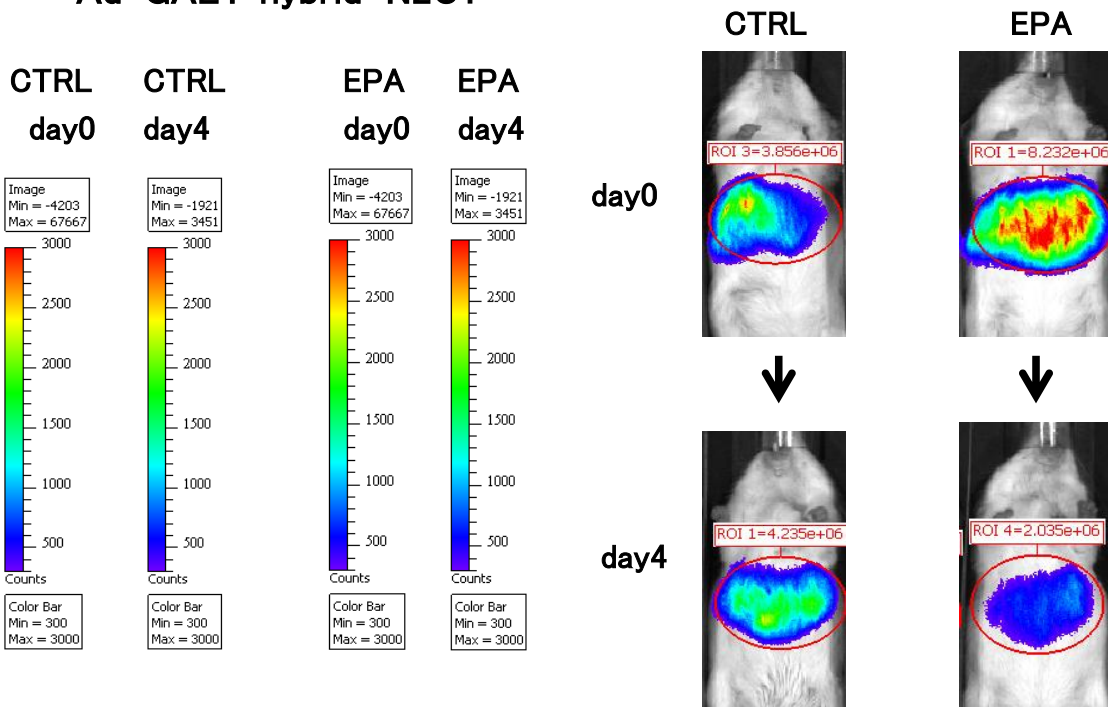 CTRL CTRL EPA EPA
day0 day4 day0 day4
Image
Min = -4203
Max = 67667
Image
Min = -1921
Max = 3451
Image
Min = -4203
Max = 67667
Image
Min = -1921
Max = 3451
3000
2500
2000
1500
1000
500
Counts
3000
2500
2000
1500
1000
500
Counts
3000
2500
2000
1500
1000
500
Counts
3000
2500
2000
1500
1000
500
Counts
Color Bar
Min = 300
Max = 3000
Color Bar
Min = 300
Max = 3000
Color Bar
Min = 300
Max = 3000
Color Bar
Min = 300
Max = 3000
CTRL EPA
day0
ROI 3=3.856e+06
ROI 1=8.232e+06
day4
ROI 1=4.235e+06
ROI 4=2.035e+06